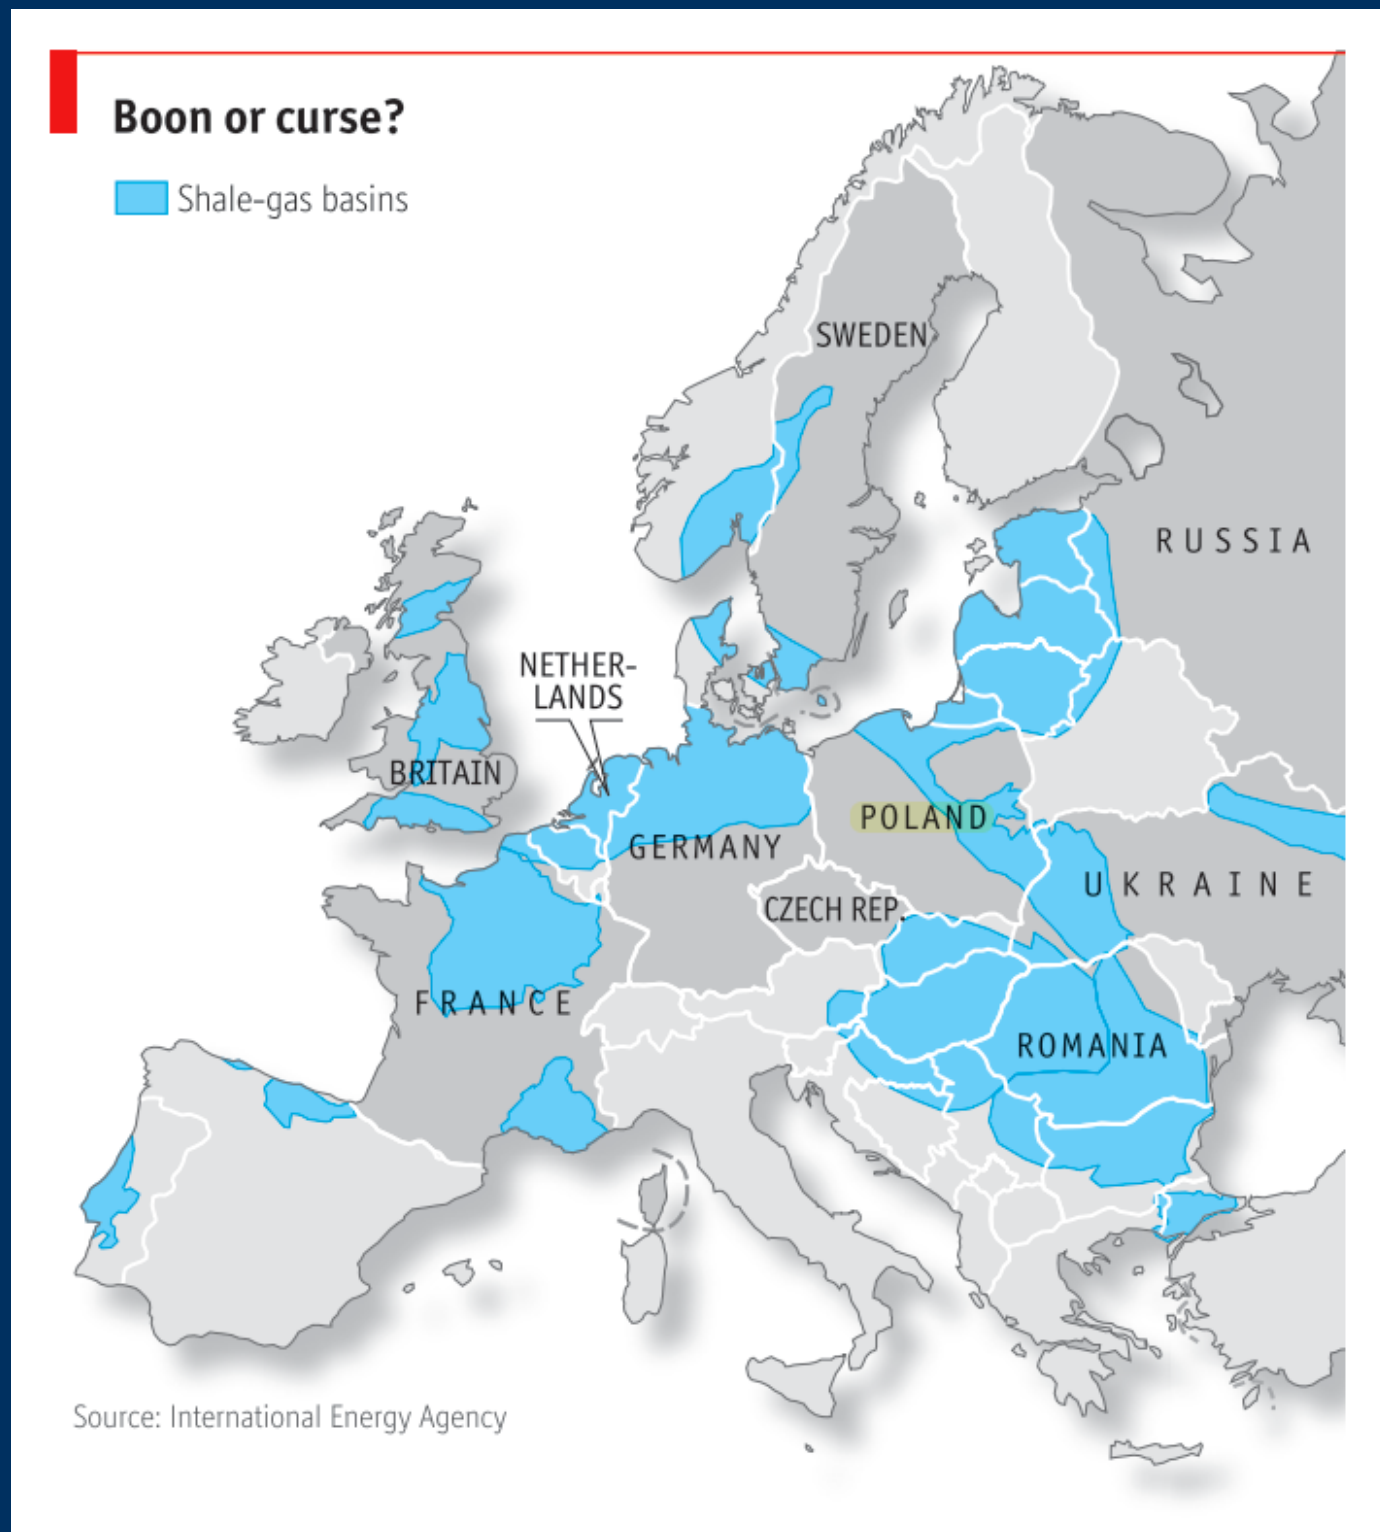 Boon or curse?
Shale-gas basins
SWEDEN
RUSSIA
NETHER-
LANDS
BRITAIN
POLAND
GERMANY
UKRAINE
CZECH REP.
FRANCE
ROMANIA
Source: International Energy Agency